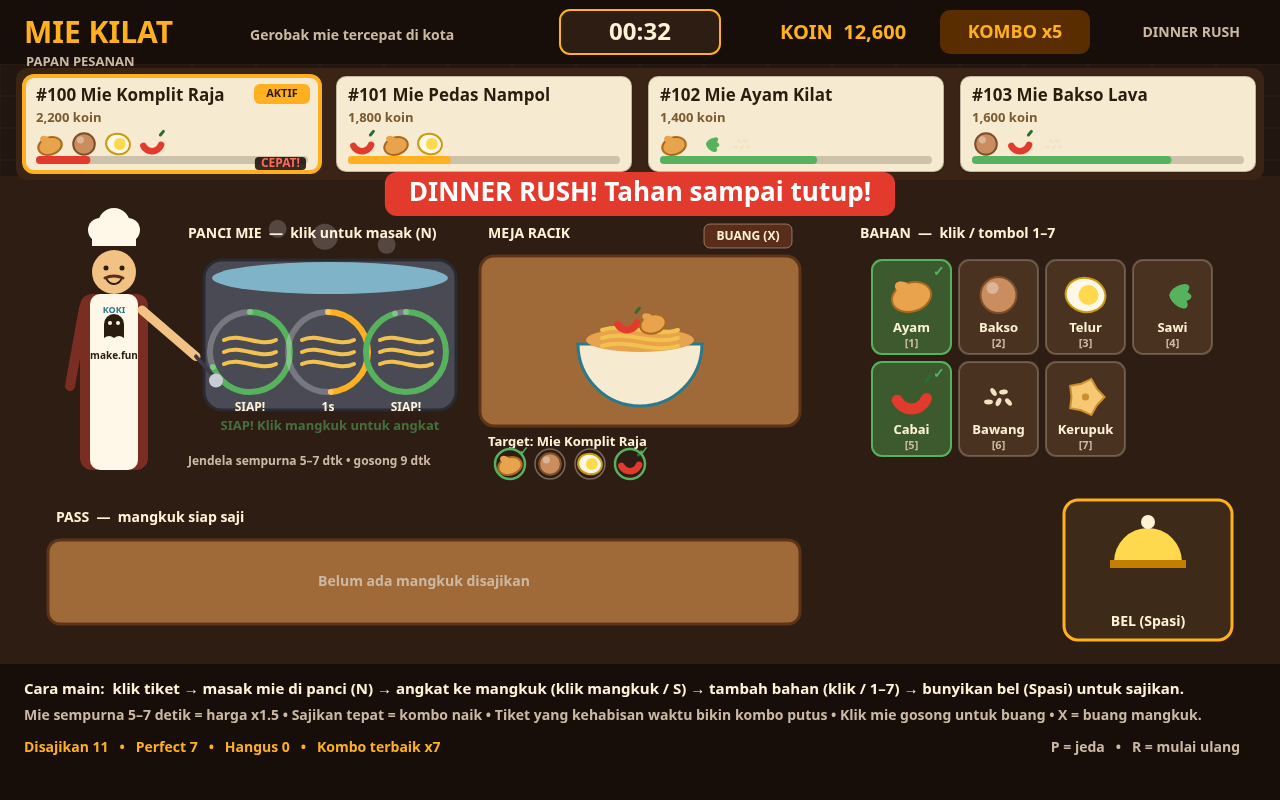 MIE KILAT
Gerobak mie tercepat di kota
00:32
KOIN 12,600
KOMBO x5
DINNER RUSH
PAPAN PESANAN
#100 Mie Komplit Raja
AKTIF
2,200 koin
CEPAT!
#101 Mie Pedas Nampol
1,800 koin
#102 Mie Ayam Kilat
1,400 koin
#103 Mie Bakso Lava
1,600 koin
DINNER RUSH! Tahan sampai tutup!
PANCI MIE — klik untuk masak (N)
MEJA RACIK
BUANG (X)
BAHAN — klik / tombol 1–7
KOKI
make.fun
SIAP!
1s
SIAP!
SIAP! Klik mangkuk untuk angkat
Jendela sempurna 5–7 dtk • gosong 9 dtk
Target: Mie Komplit Raja
Ayam
[1]
Bakso
[2]
Telur
[3]
Sawi
[4]
Cabai
[5]
Bawang
[6]
Kerupuk
[7]
PASS — mangkuk siap saji
Belum ada mangkuk disajikan
BEL (Spasi)
Cara main: klik tiket → masak mie di panci (N) → angkat ke mangkuk (klik mangkuk / S) → tambah bahan (klik / 1–7) → bunyikan bel (Spasi) untuk sajikan.
Mie sempurna 5–7 detik = harga x1.5 • Sajikan tepat = kombo naik • Tiket yang kehabisan waktu bikin kombo putus • Klik mie gosong untuk buang • X = buang mangkuk.
Disajikan 11 • Perfect 7 • Hangus 0 • Kombo terbaik x7
P = jeda • R = mulai ulang